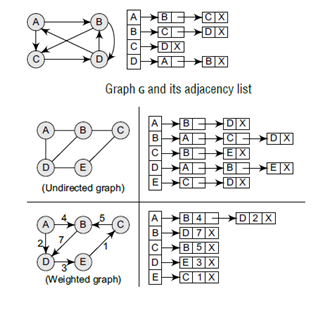 A B
C D
A B C X
B C D X
C D X
D A B X
Graph G and its adjacency list
A B C
D E
(Undirected graph)
A B D X
B A C D X
C B E X
D A B E X
E C D X
A 4 B 5 C
2 7 1
D 3 E
(Weighted graph)
A B 4 D 2 X
B D 7 X
C B 5 X
D E 3 X
E C 1 X